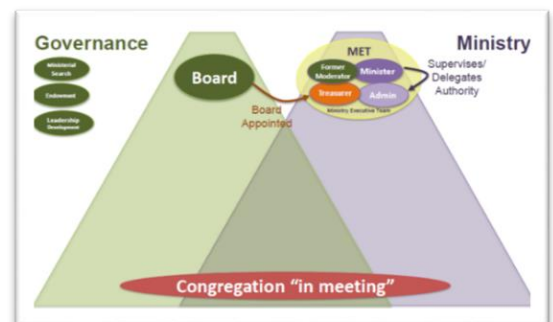 Governance
Ministry
Ministerial
Search
Endowment
Leadership
Development
Board
Board
Appointed
MET
Former
Moderator
Minister
Treasurer
Admin
Ministry Executive Team
Supervises/
Delegates
Authority
Congregation “in meeting”